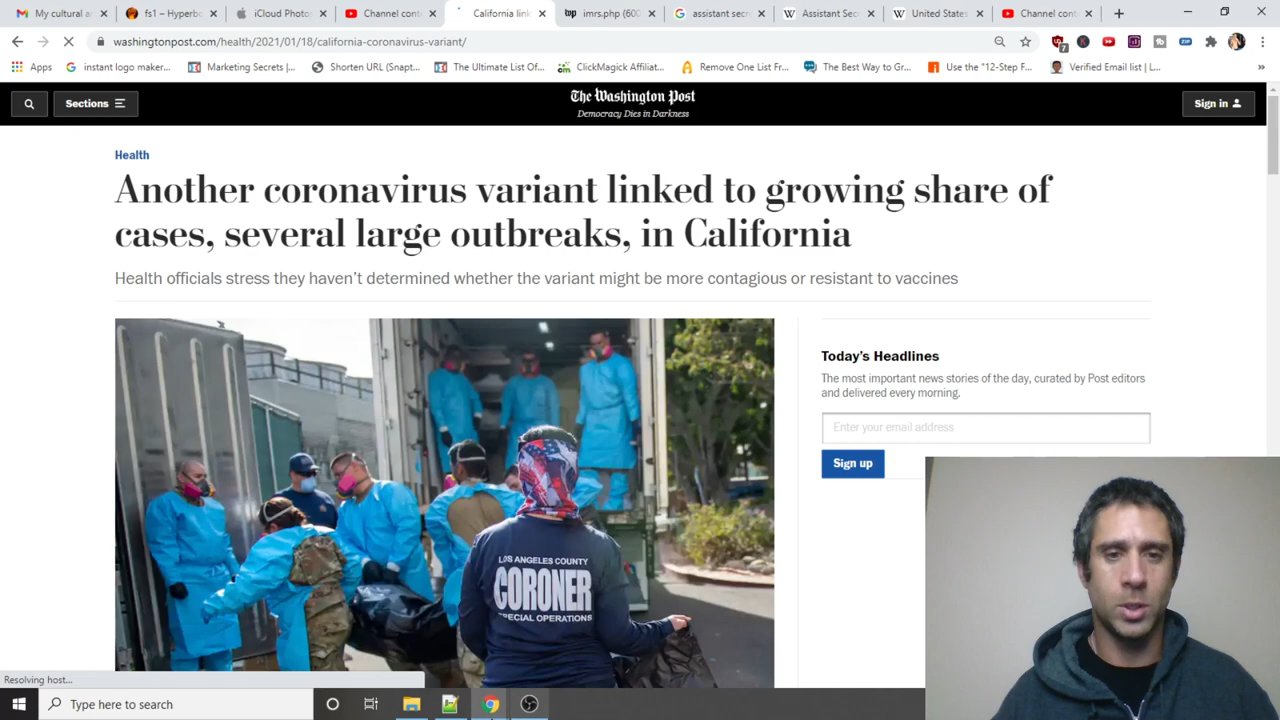 My cultural a
fs1 – Hyperbo
iCloud Photos
Channel cont
California link
imrs.php (600
assistant secr
Assistant Sec
United States
Channel cont
washingtonpost.com/health/2021/01/18/california-coronavirus-variant/
7
Apps
instant logo maker...
Marketing Secrets |...
Shorten URL (Snapt...
The Ultimate List Of...
ClickMagick Affiliat...
Remove One List Fr...
The Best Way to Gr...
Use the "12-Step F...
Verified Email list | L...
»
Sections
The Washington Post
Democracy Dies in Darkness
Sign in
Health
Another coronavirus variant linked to growing share of
cases, several large outbreaks, in California
Health officials stress they haven't determined whether the variant might be more contagious or resistant to vaccines
Today's Headlines
The most important news stories of the day, curated by Post editors
and delivered every morning.
Enter your email address
Sign up
LOS ANGELES COUNTY
CORONER
SPECIAL OPERATIONS
Resolving host...
Type here to search